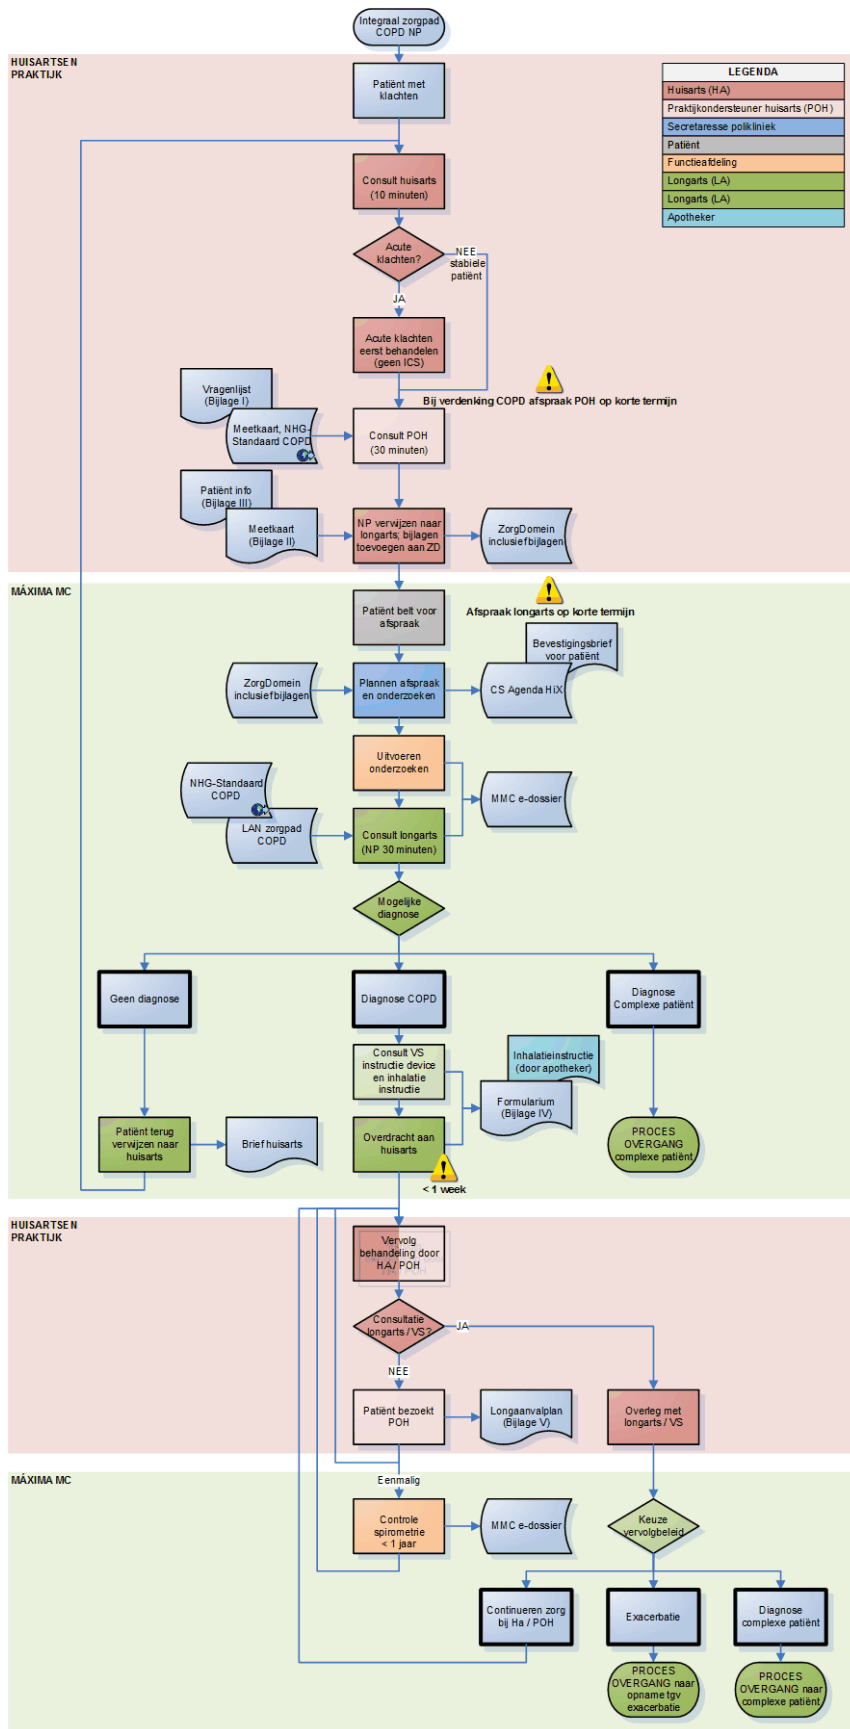 Integraal zorgpad
COPD NP
HUISARTSEN
PRAKTIJK
LEGENDA
Huisarts (HA)
Praktijkondersteuner huisarts (POH)
Secretaresse polikliniek
Patiënt
Functieafdeling
Longarts (LA)
Longarts (LA)
Apotheker
Patiënt met
klachten
Consult huisarts
(10 minuten)
Acute
klachten?
NEE
stabiele
patiënt
JA
Acute klachten
eerst behandelen
(geen ICS)
Bij verdenking COPD afspraak POH op korte termijn
Vragenlijst
(Bijlage I)
Meetkaart, NHG-
Standaard COPD
Consult POH
(30 minuten)
Patiënt info
(Bijlage III)
Meetkaart
(Bijlage II)
NP verwijzen naar
longarts; bijlagen
toevoegen aan ZD
ZorgDomein
inclusief bijlagen
MÁXIMA MC
Patiënt belt voor
afspraak
Afspraak longarts op korte termijn
Bevestigingsbrief
voor patiënt
ZorgDomein
inclusief bijlagen
Plannen afspraak
en onderzoeken
CS Agenda HiX
Uitvoeren
onderzoeken
NHG-Standaard
COPD
LAN zorgpad
COPD
MMC e-dossier
Consult longarts
(NP 30 minuten)
Mogelijke
diagnose
Geen diagnose
Diagnose COPD
Diagnose
Complexe patiënt
Consult VS
instructie device
en inhalatie
instructie
Inhalatieinstructie
(door apotheker)
Formularium
(Bijlage IV)
Patiënt terug
verwijzen naar
huisarts
Brief huisarts
Overdracht aan
huisarts
PROCES
OVERGANG
complexe patiënt
< 1 week
HUISARTSEN
PRAKTIJK
Vervolg
behandeling door
HA / POH
Consultatie
longarts / VS?
JA
NEE
Patiënt bezoekt
POH
Longaanvalplan
(Bijlage V)
Overleg met
longarts / VS
MÁXIMA MC
Eenmalig
Controle
spirometrie
< 1 jaar
MMC e-dossier
Keuze
vervolgbeleid
Continueren zorg
bij Ha / POH
Exacerbatie
Diagnose
complexe patiënt
PROCES
OVERGANG naar
opname tgv
exacerbatie
PROCES
OVERGANG naar
complexe patiënt